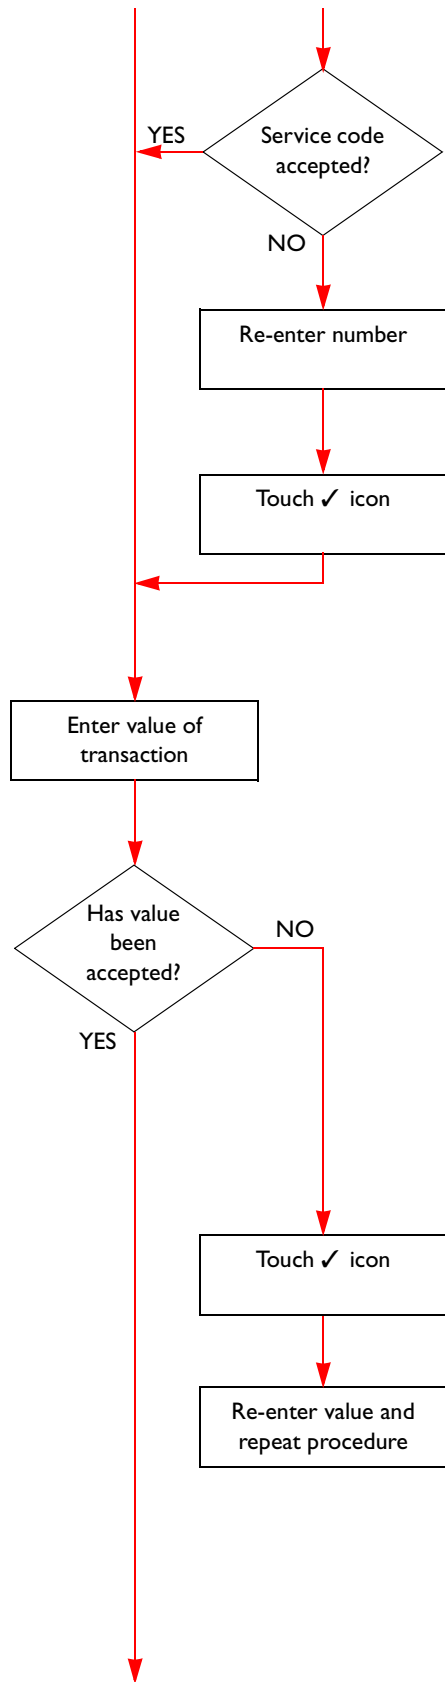 YES
Service code
accepted?
NO
Re-enter number
Touch ✓ icon
Enter value of
transaction
Has value
been
accepted?
NO
YES
Touch ✓ icon
Re-enter value and
repeat procedure